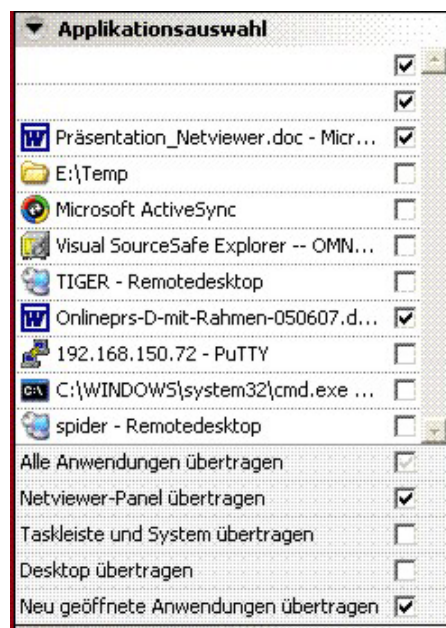 Applikationsauswahl
Präsentation_Netviewer.doc - Micr...
E:\Temp
Microsoft ActiveSync
Visual SourceSafe Explorer -- OMN...
TIGER - Remotedesktop
Onlineprs-D-mit-Rahmen-050607.d...
192.168.150.72 - PuTTY
C:\WINDOWS\system32\cmd.exe ...
spider - Remotedesktop
Alle Anwendungen übertragen
Netviewer-Panel übertragen
Taskleiste und System übertragen
Desktop übertragen
Neu geöffnete Anwendungen übertragen